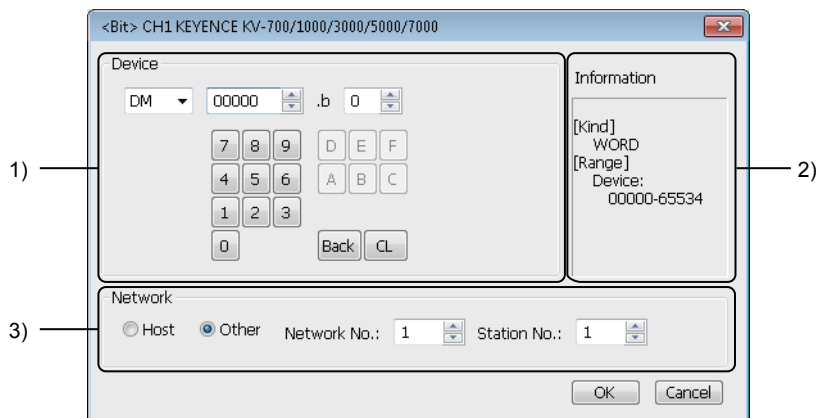 <Bit> CH1 KEYENCE KV-700/1000/3000/5000/7000
Device
DM 00000 .b 0
7 8 9 D E F
4 5 6 A B C
1 2 3
0 Back CL
Information
[Kind]
WORD
[Range]
Device:
00000-65534
1)
2)
Network
Host Other Network No.: 1 Station No.: 1
3)
OK Cancel